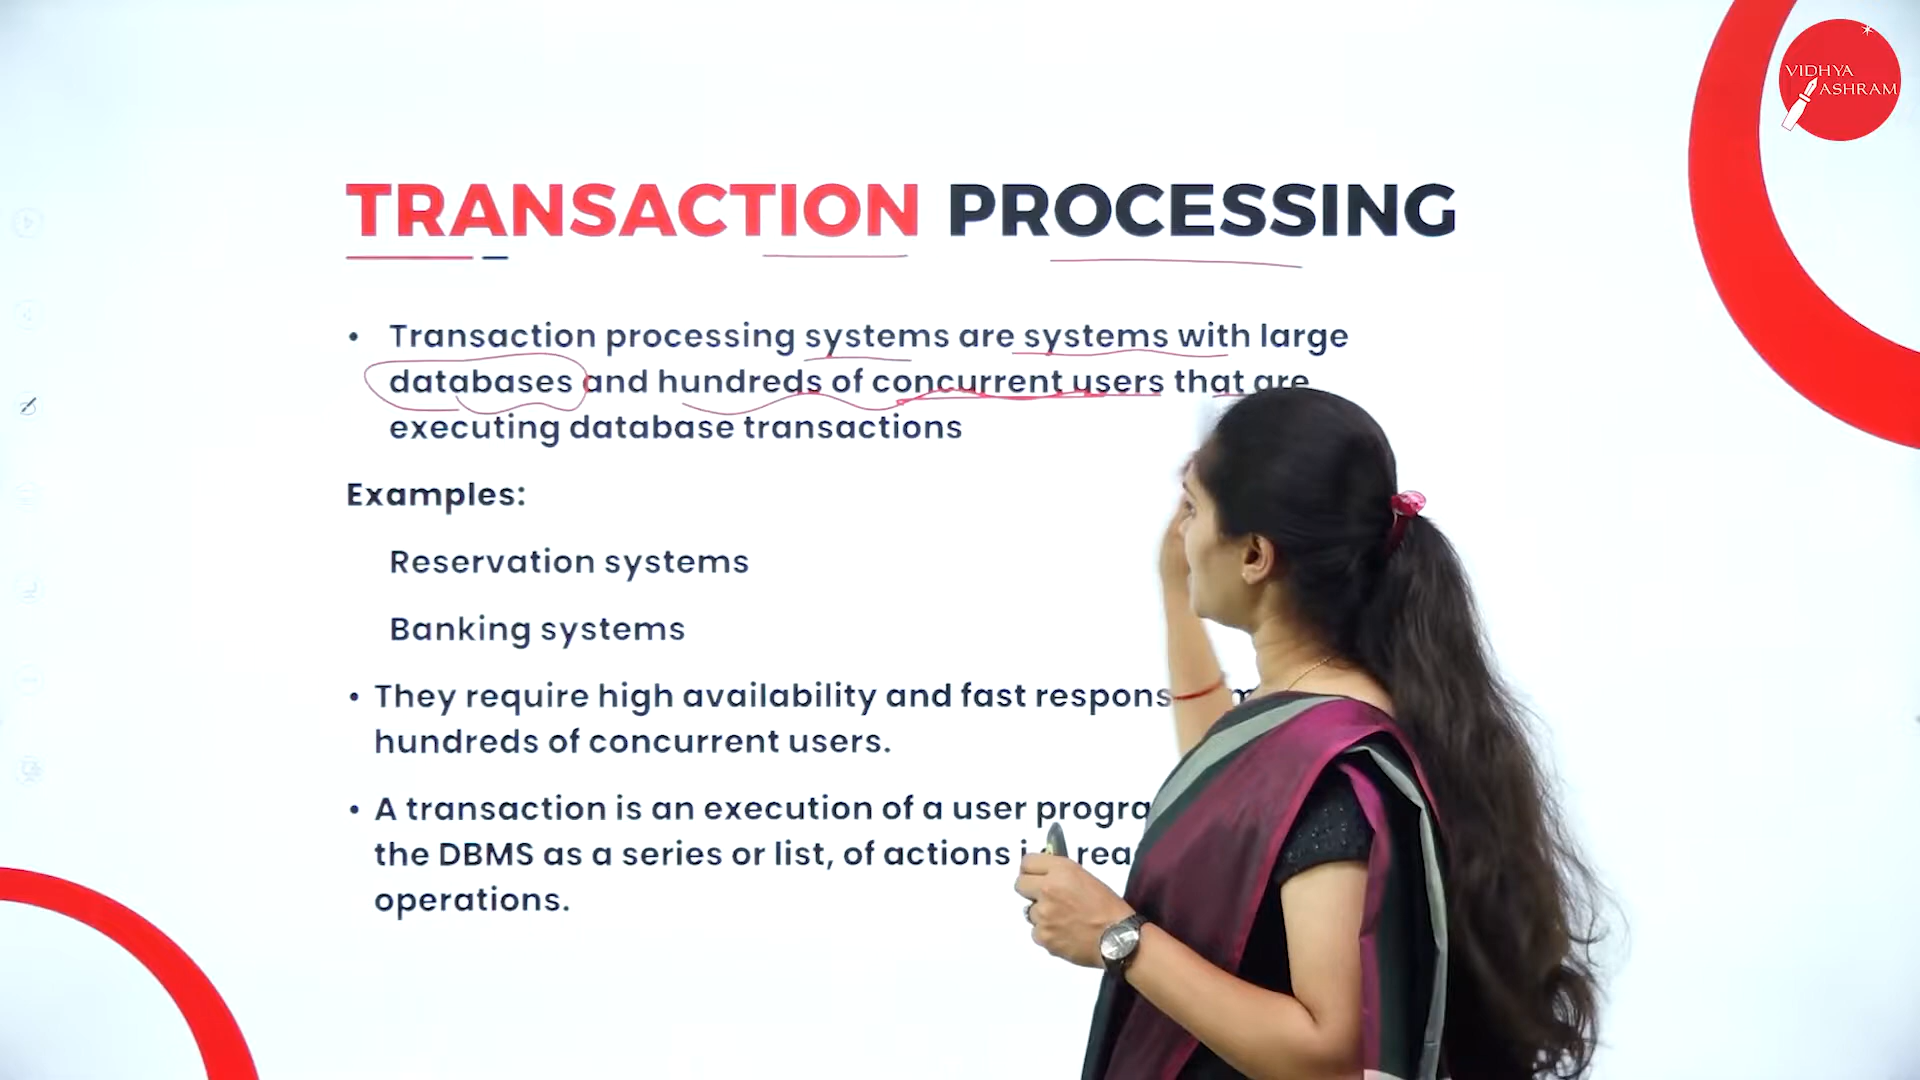 VIDHYA
ASHRAM
TRANSACTION PROCESSING
• Transaction processing systems are systems with large
databases and hundreds of concurrent users that are
executing database transactions
Examples:
Reservation systems
Banking systems
• They require high availability and fast
hundreds of concurrent users.
• A transaction is an execution of a user
the DBMS as a series or list, of actions
operations.